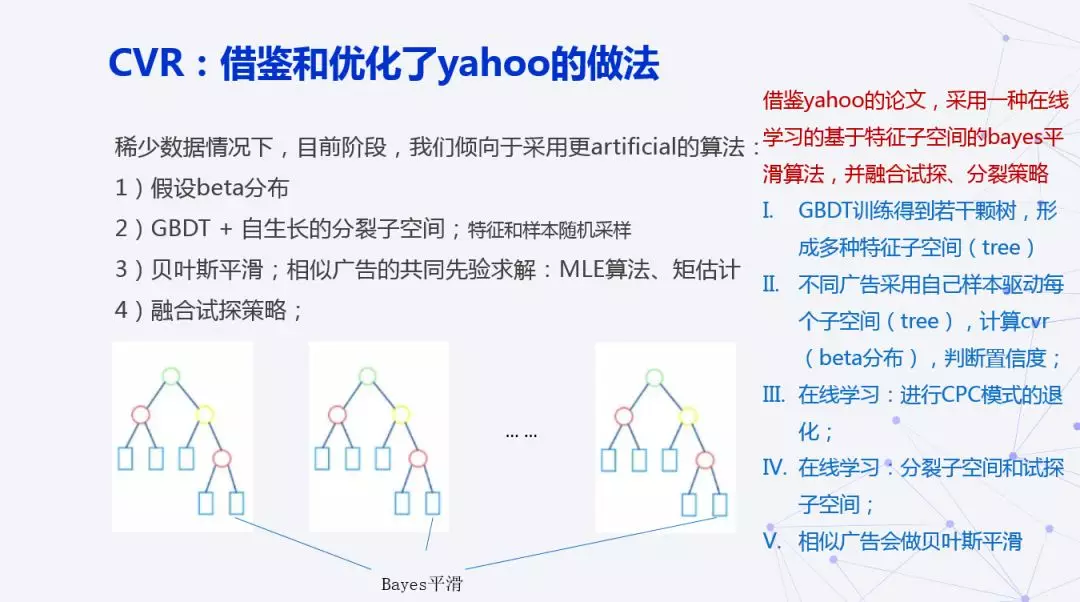 CVR：借鉴和优化了yahoo的做法
稀少数据情况下，目前阶段，我们倾向于采用更artificial的算法：
1）假设beta分布
2）GBDT + 自生长的分裂子空间；特征和样本随机采样
3）贝叶斯平滑；相似广告的共同先验求解：MLE算法、矩估计
4）融合试探策略；
... ...
Bayes平滑
借鉴yahoo的论文，采用一种在线
学习的基于特征子空间的bayes平
滑算法，并融合试探、分裂策略
I. GBDT训练得到若干颗树，形
成多种特征子空间（tree）
II. 不同广告采用自己样本驱动每
个子空间（tree），计算cvr
（beta分布），判断置信度；
III. 在线学习：进行CPC模式的退
化；
IV. 在线学习：分裂子空间和试探
子空间；
V. 相似广告会做贝叶斯平滑